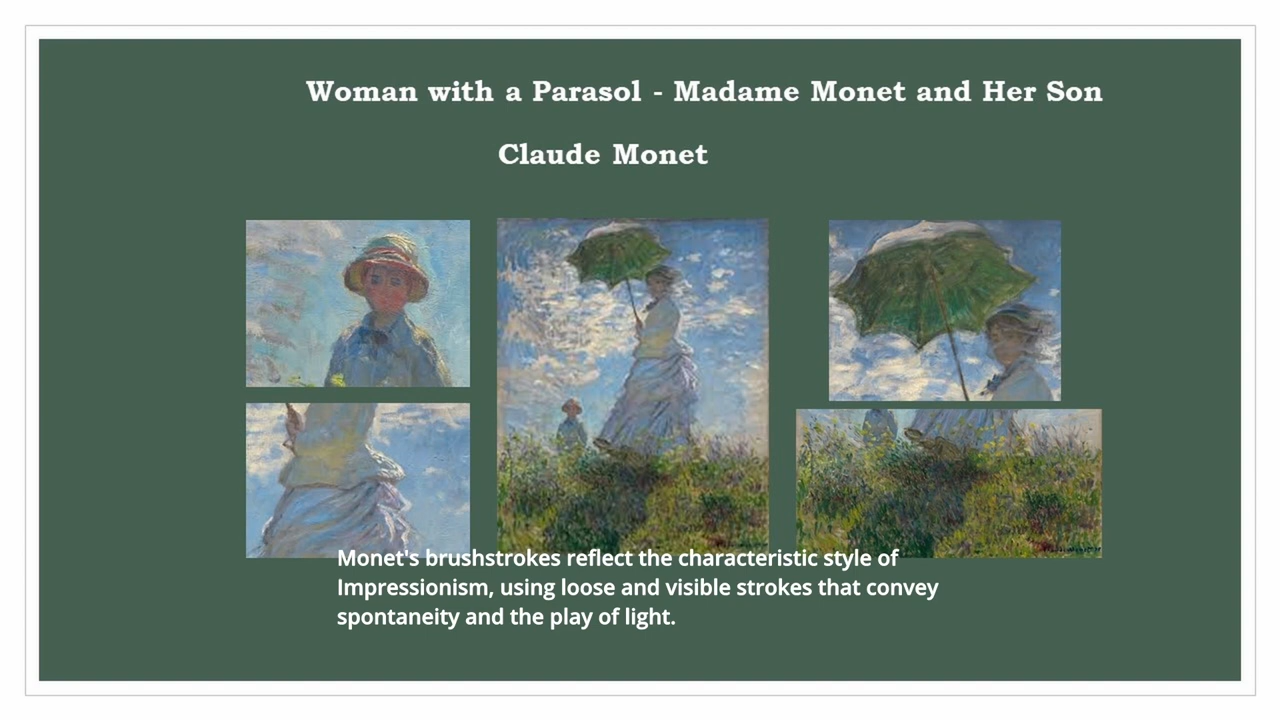 Woman with a Parasol - Madame Monet and Her Son
Claude Monet
Monet's brushstrokes reflect the characteristic style of
Impressionism, using loose and visible strokes that convey
spontaneity and the play of light.